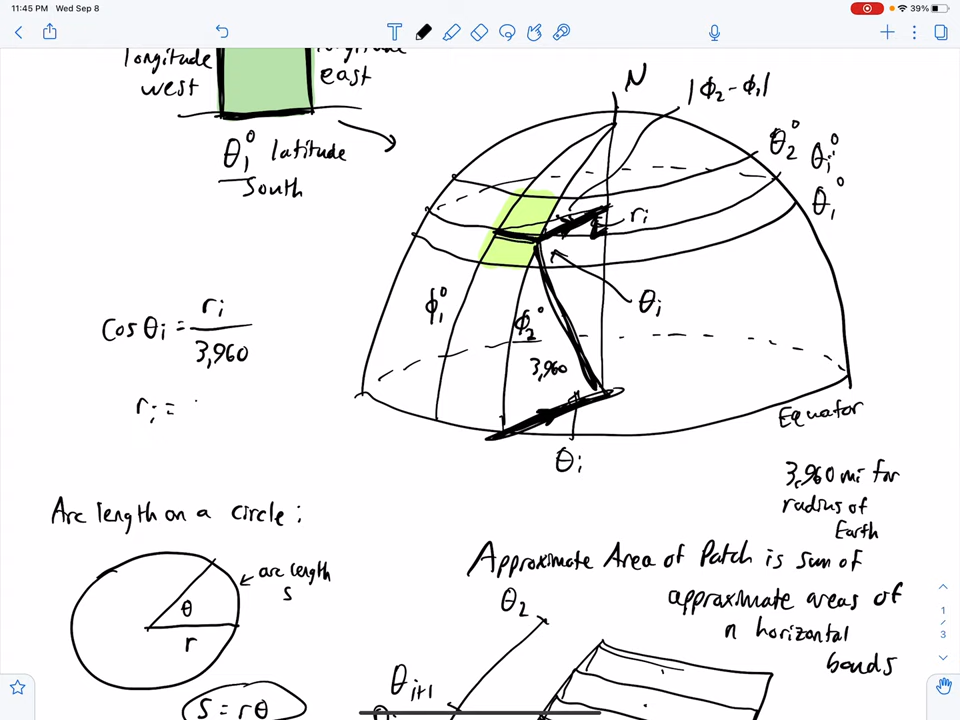 11:45 PM Wed Sep 8
39%
longitude
west
longitude
east
θ₁° latitude
South
N
|ϕ₂ - ϕ₁|
θ₂°
θᵢ°
θ₁°
rᵢ
θᵢ
ϕ₁°
ϕ₂°
3,960
θᵢ
Equator
cos θᵢ = rᵢ / 3,960
rᵢ =
3,960 mi for
radius of
Earth
Arc length on a circle:
arc length
s
θ
r
s = rθ
Approximate Area of Patch is sum of
approximate areas of
n horizontal
bands
θ₂
θᵢ₊₁
1
/
3